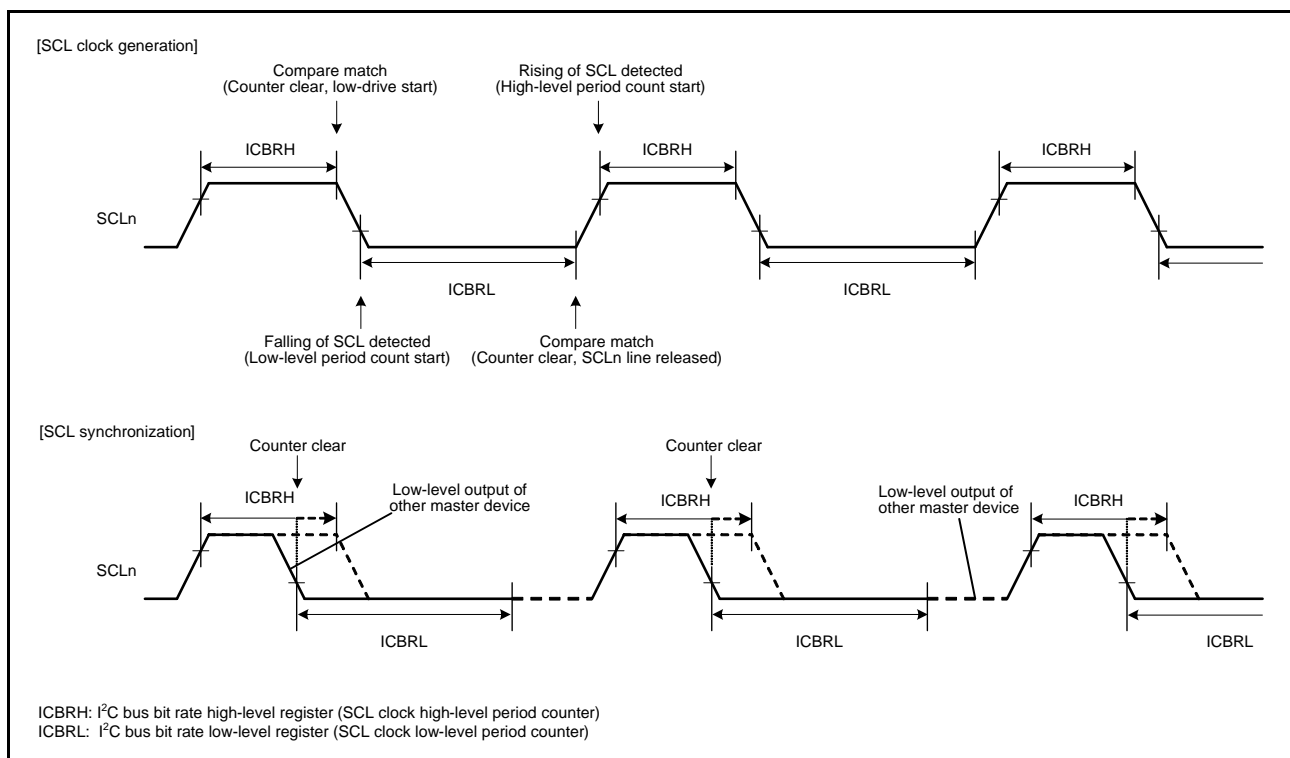 [SCL clock generation]
Compare match
(Counter clear, low-drive start)
Rising of SCL detected
(High-level period count start)
ICBRH
ICBRH
ICBRH
SCLn
ICBRL
ICBRL
Falling of SCL detected
(Low-level period count start)
Compare match
(Counter clear, SCLn line released)
[SCL synchronization]
Counter clear
Counter clear
ICBRH
Low-level output of
other master device
ICBRH
Low-level output of
other master device
ICBRH
SCLn
ICBRL
ICBRL
ICBRL
ICBRH: I²C bus bit rate high-level register (SCL clock high-level period counter)
ICBRL: I²C bus bit rate low-level register (SCL clock low-level period counter)